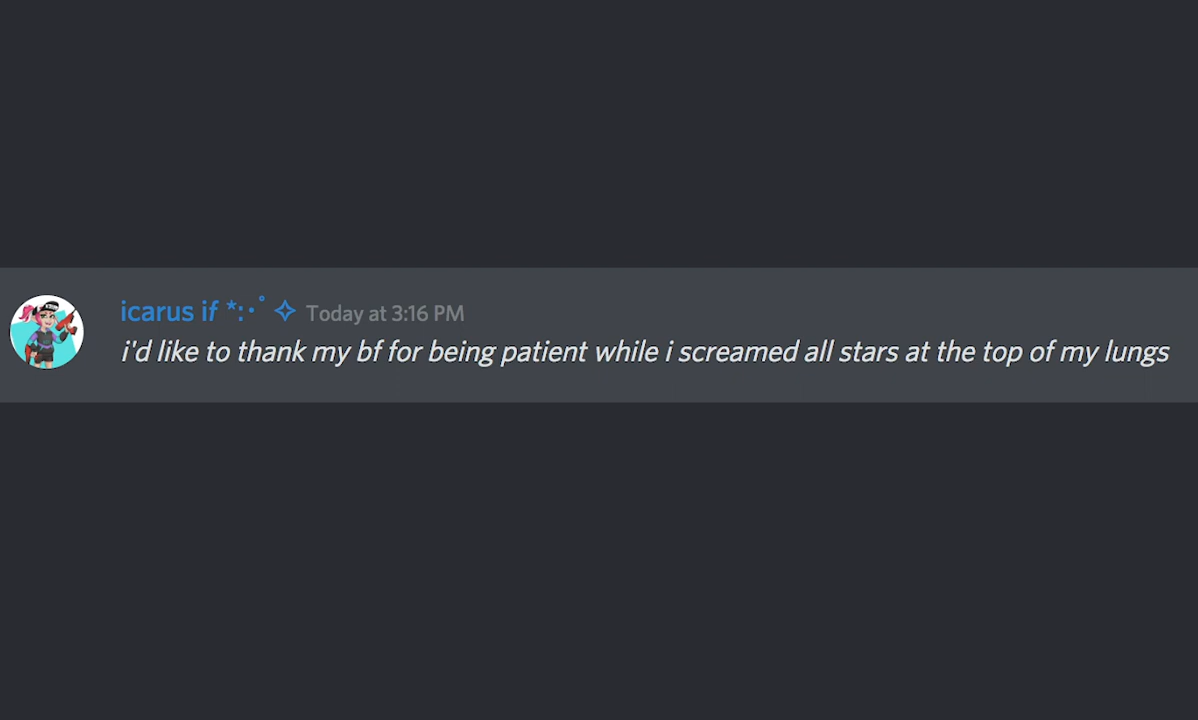 icarus if *:･ﾟ✧ Today at 3:16 PM
i'd like to thank my bf for being patient while i screamed all stars at the top of my lungs